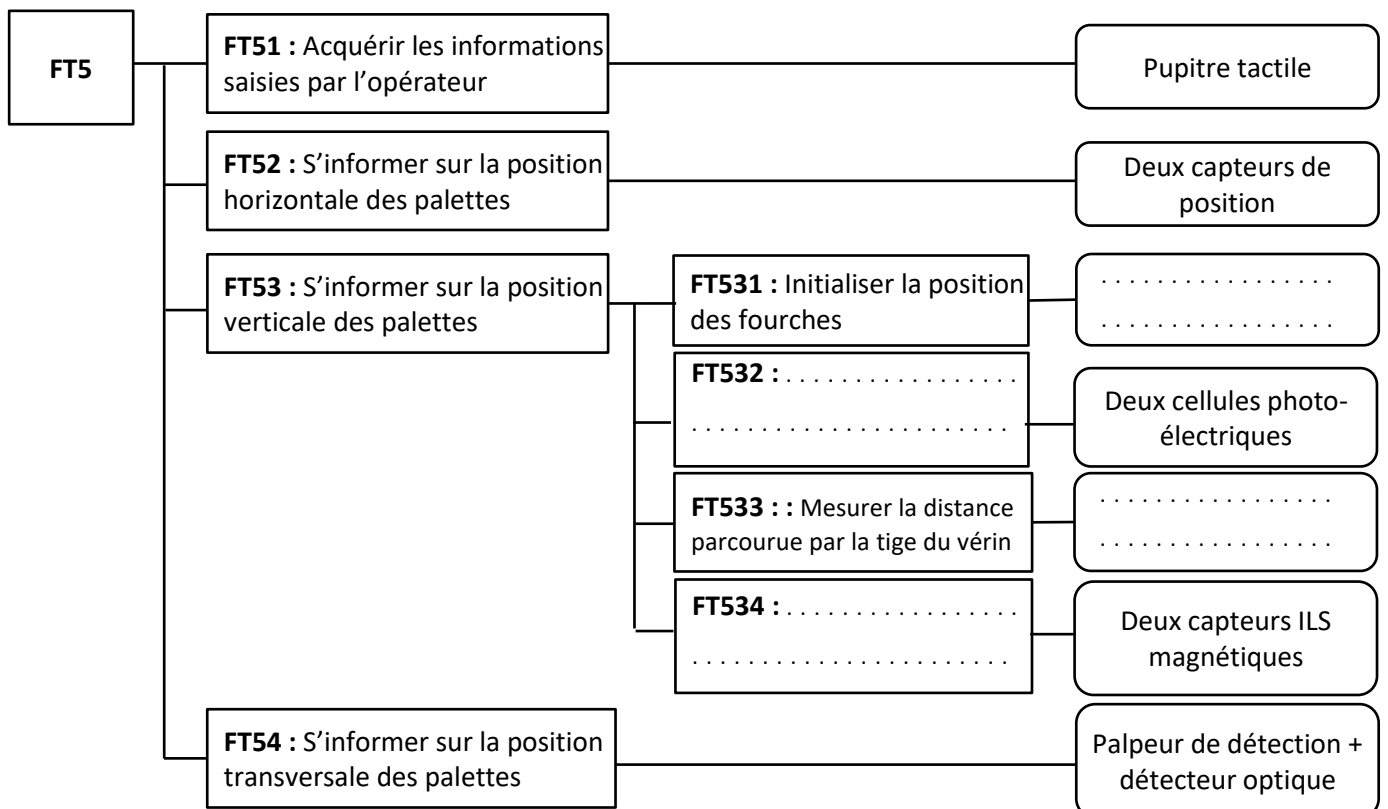 FT5
FT51 : Acquérir les informations
saisies par l’opérateur
Pupitre tactile
FT52 : S’informer sur la position
horizontale des palettes
Deux capteurs de
position
FT53 : S’informer sur la position
verticale des palettes
FT531 : Initialiser la position
des fourches
. . . . . . . . . . . . . . . . .
. . . . . . . . . . . . . . . . .
FT532 : . . . . . . . . . . . . . . . . .
. . . . . . . . . . . . . . . . . . . . . . .
Deux cellules photo-
électriques
FT533 : : Mesurer la distance
parcourue par la tige du vérin
. . . . . . . . . . . . . . . . .
. . . . . . . . . . . . . . . . .
FT534 : . . . . . . . . . . . . . . . . .
. . . . . . . . . . . . . . . . . . . . . . .
Deux capteurs ILS
magnétiques
FT54 : S’informer sur la position
transversale des palettes
Palpeur de détection +
détecteur optique